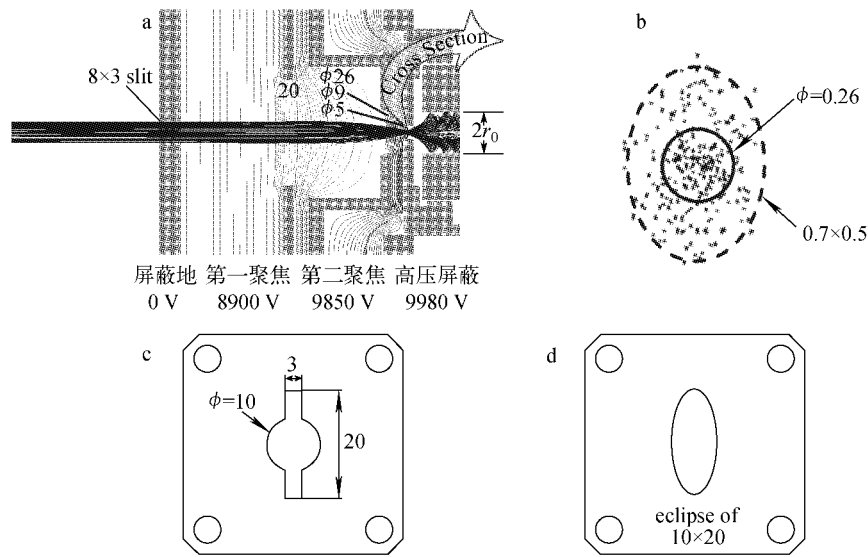 a
Cross Section
8×3 slit
20
ϕ26
ϕ9
ϕ5
2r₀
屏蔽地 第一聚焦 第二聚焦 高压屏蔽
0 V 8900 V 9850 V 9980 V
b
ϕ=0.26
0.7×0.5
c
3
ϕ=10
20
d
eclipse of
10×20